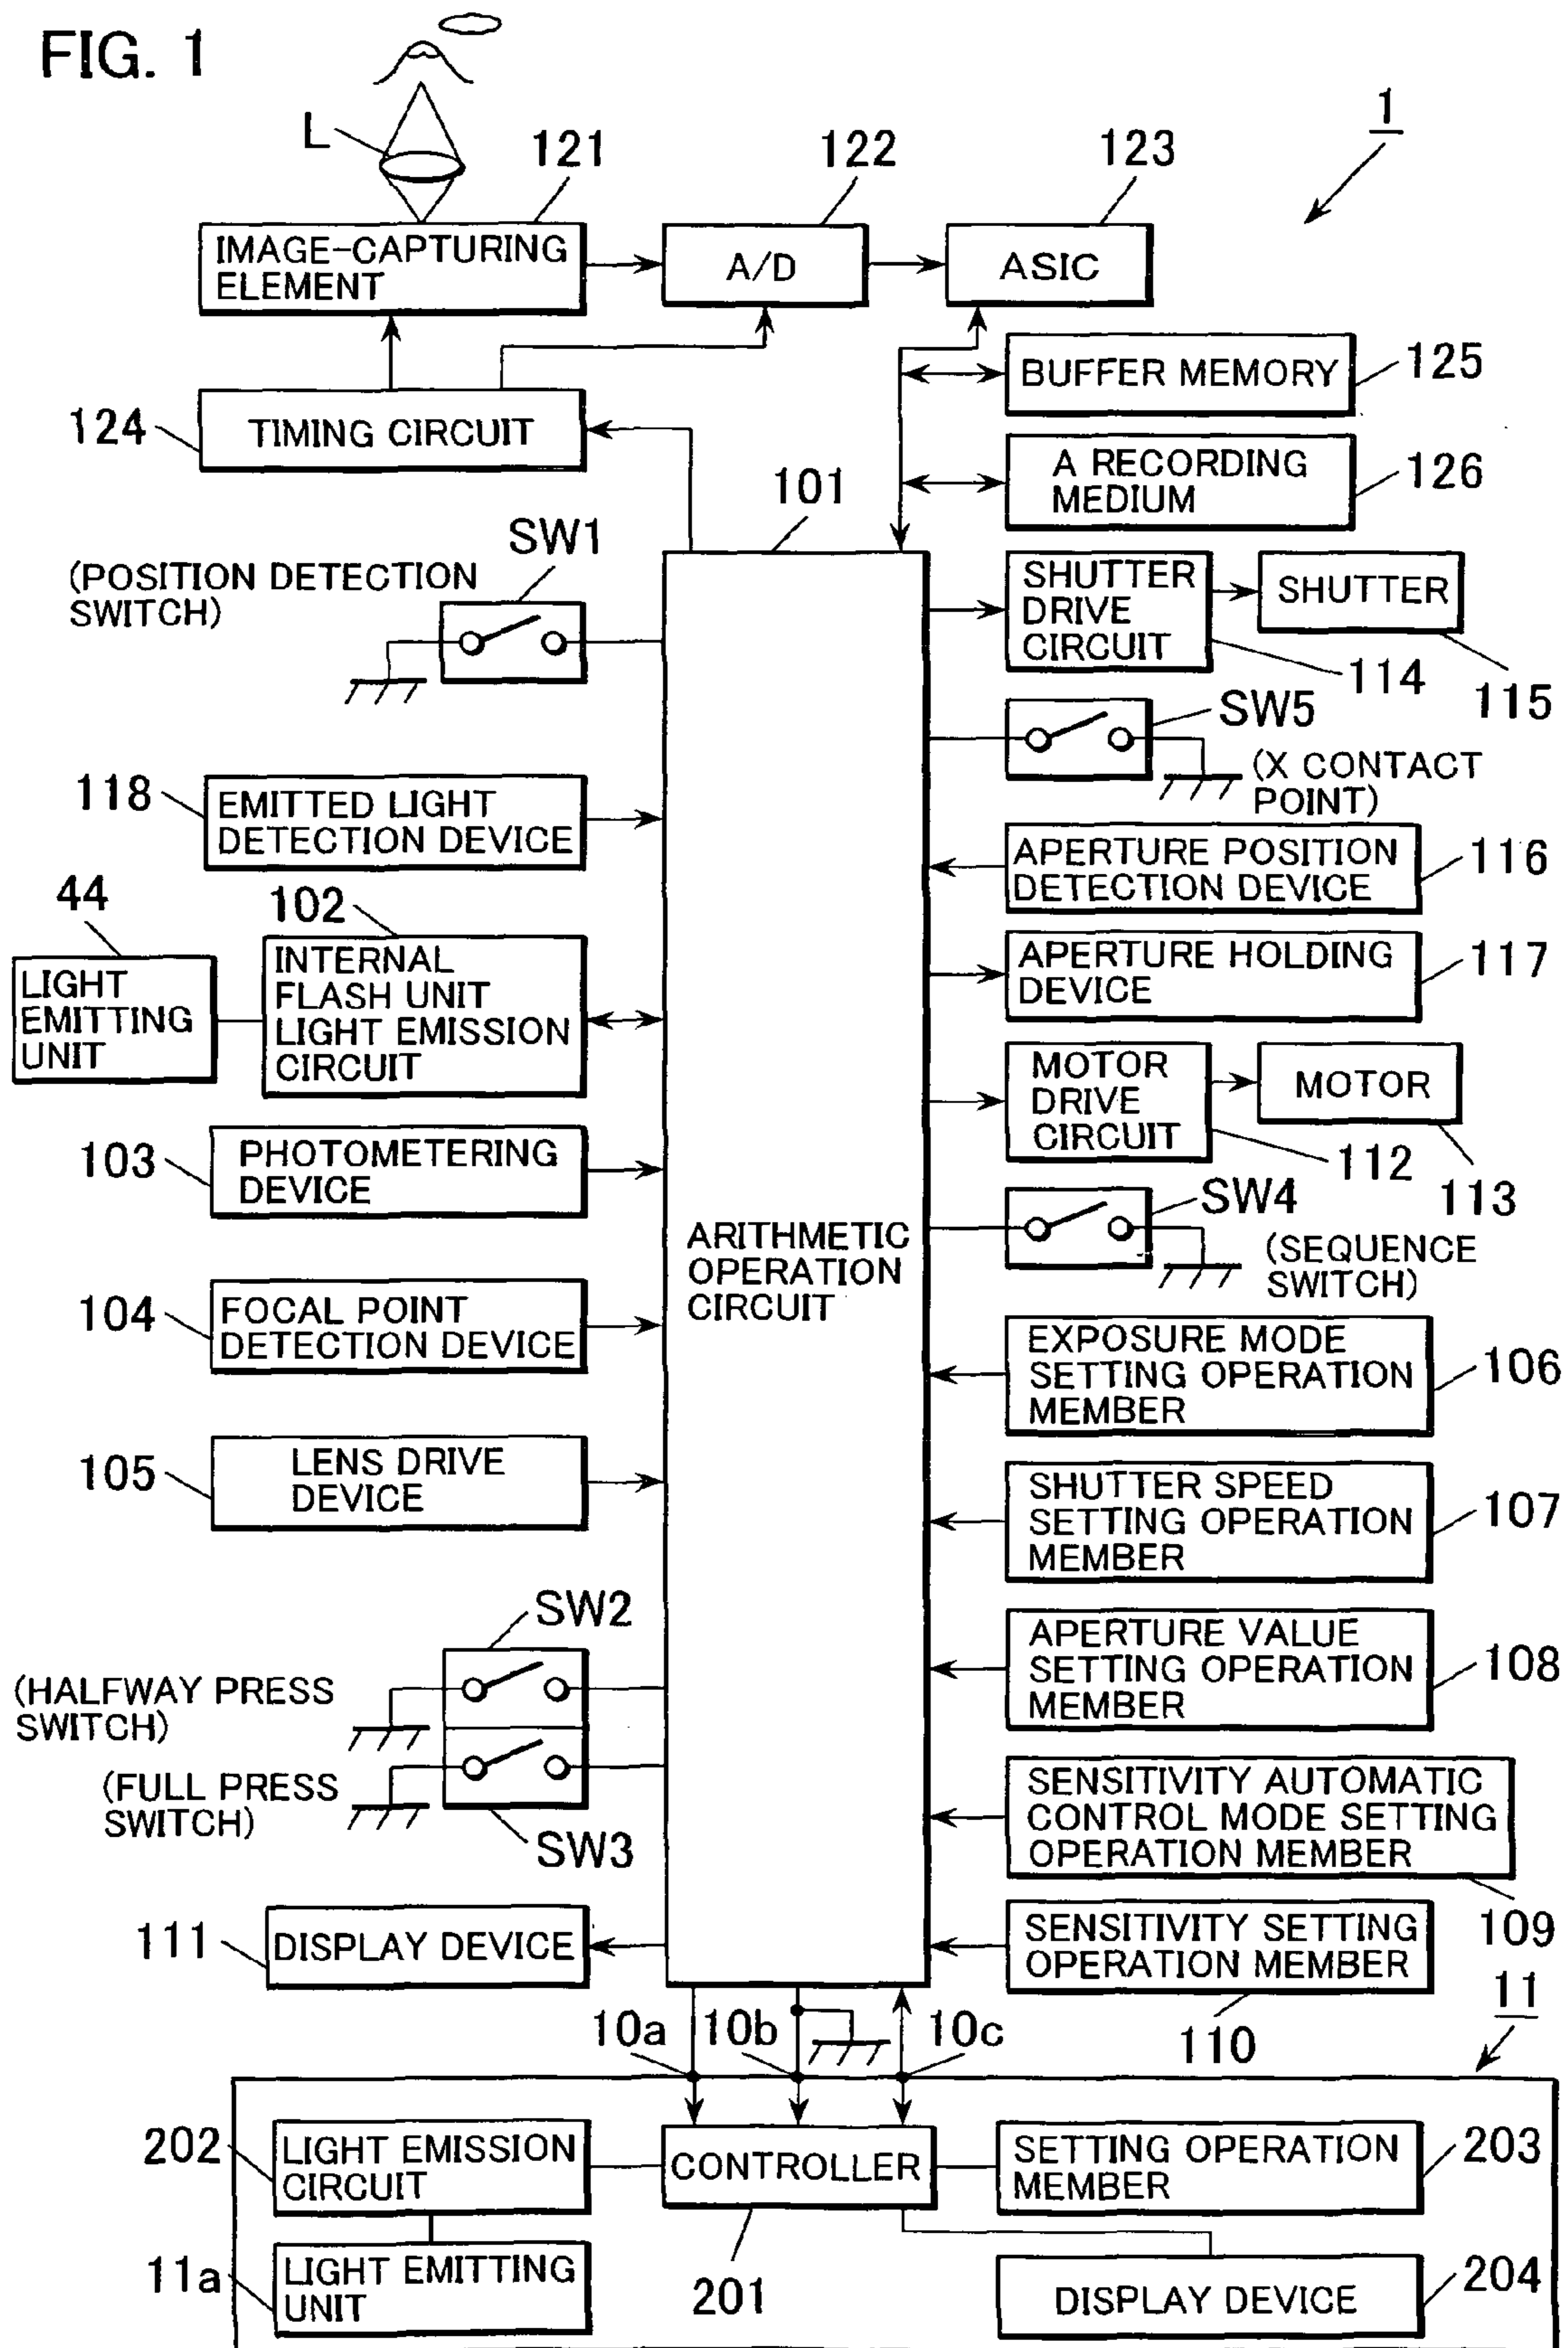 FIG. 1
L
121
122
123
1
IMAGE-CAPTURING
ELEMENT
A/D
ASIC
BUFFER MEMORY
125
124
TIMING CIRCUIT
A RECORDING
MEDIUM
126
101
SW1
(POSITION DETECTION
SWITCH)
SHUTTER
DRIVE
CIRCUIT
SHUTTER
114
115
SW5
(X CONTACT
POINT)
118
EMITTED LIGHT
DETECTION DEVICE
APERTURE POSITION
DETECTION DEVICE
116
44
102
LIGHT
EMITTING
UNIT
INTERNAL
FLASH UNIT
LIGHT EMISSION
CIRCUIT
APERTURE HOLDING
DEVICE
117
MOTOR
DRIVE
CIRCUIT
MOTOR
112
113
103
PHOTOMETERING
DEVICE
SW4
(SEQUENCE
SWITCH)
ARITHMETIC
OPERATION
CIRCUIT
104
FOCAL POINT
DETECTION DEVICE
EXPOSURE MODE
SETTING OPERATION
MEMBER
106
105
LENS DRIVE
DEVICE
SHUTTER SPEED
SETTING OPERATION
MEMBER
107
SW2
(HALFWAY PRESS
SWITCH)
APERTURE VALUE
SETTING OPERATION
MEMBER
108
(FULL PRESS
SWITCH)
SW3
SENSITIVITY AUTOMATIC
CONTROL MODE SETTING
OPERATION MEMBER
109
111
DISPLAY DEVICE
SENSITIVITY SETTING
OPERATION MEMBER
110
11
10a
10b
10c
202
LIGHT EMISSION
CIRCUIT
CONTROLLER
SETTING OPERATION
MEMBER
203
11a
LIGHT EMITTING
UNIT
201
DISPLAY DEVICE
204